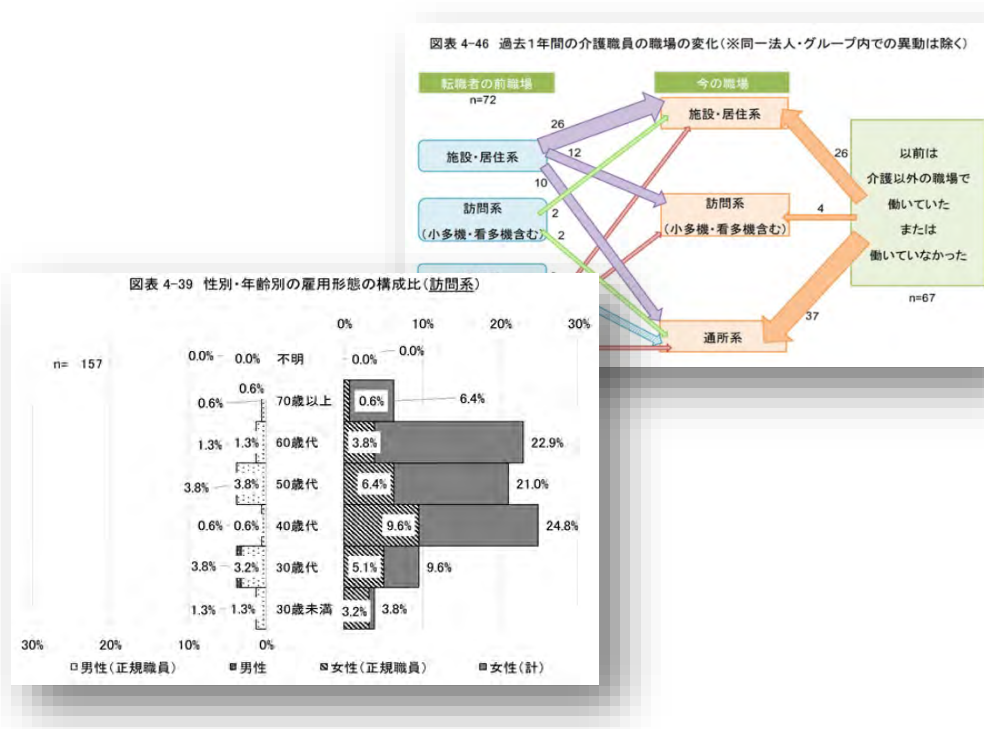 図表 4-46 過去1年間の介護職員の職場の変化(※同一法人・グループ内での異動は除く)
転職者の前職場
今の職場
n=72
施設・居住系
26
施設・居住系
12
10
訪問系
(小多機・看多機含む)
2
2
訪問系
(小多機・看多機含む)
通所系
26
4
37
以前は
介護以外の職場で
働いていた
または
働いていなかった
n=67
図表 4-39 性別・年齢別の雇用形態の構成比(訪問系)
0% 10% 20% 30%
n= 157
0.0% 0.0% 不明 0.0% 0.0%
0.6% 0.6% 70歳以上 0.6% 6.4%
1.3% 1.3% 60歳代 3.8% 22.9%
3.8% 3.8% 50歳代 6.4% 21.0%
0.6% 0.6% 40歳代 9.6% 24.8%
3.8% 3.2% 30歳代 5.1% 9.6%
1.3% 1.3% 30歳未満 3.2% 3.8%
30% 20% 10% 0%
男性(正規職員) 男性 女性(正規職員) 女性(計)